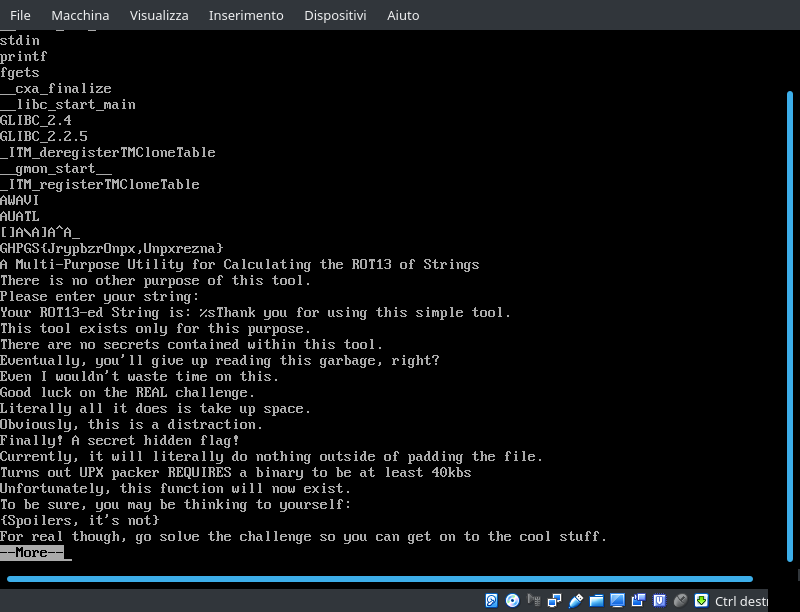 File Macchina Visualizza Inserimento Dispositivi Aiuto
stdin
printf
fgets
__cxa_finalize
__libc_start_main
GLIBC_2.4
GLIBC_2.2.5
_ITM_deregisterTMCloneTable
__gmon_start__
_ITM_registerTMCloneTable
AWAVI
AUATL
[]A\A]A^A_
GHPGS{JrypbzrOnpx,Unpxrezna}
A Multi-Purpose Utility for Calculating the ROT13 of Strings
There is no other purpose of this tool.
Please enter your string:
Your ROT13-ed String is: %sThank you for using this simple tool.
This tool exists only for this purpose.
There are no secrets contained within this tool.
Eventually, you'll give up reading this garbage, right?
Even I wouldn't waste time on this.
Good luck on the REAL challenge.
Literally all it does is take up space.
Obviously, this is a distraction.
Finally! A secret hidden flag!
Currently, it will literally do nothing outside of padding the file.
Turns out UPX packer REQUIRES a binary to be at least 40kbs
Unfortunately, this function will now exist.
To be sure, you may be thinking to yourself:
{Spoilers, it's not}
For real though, go solve the challenge so you can get on to the cool stuff.
--More--
Ctrl destr